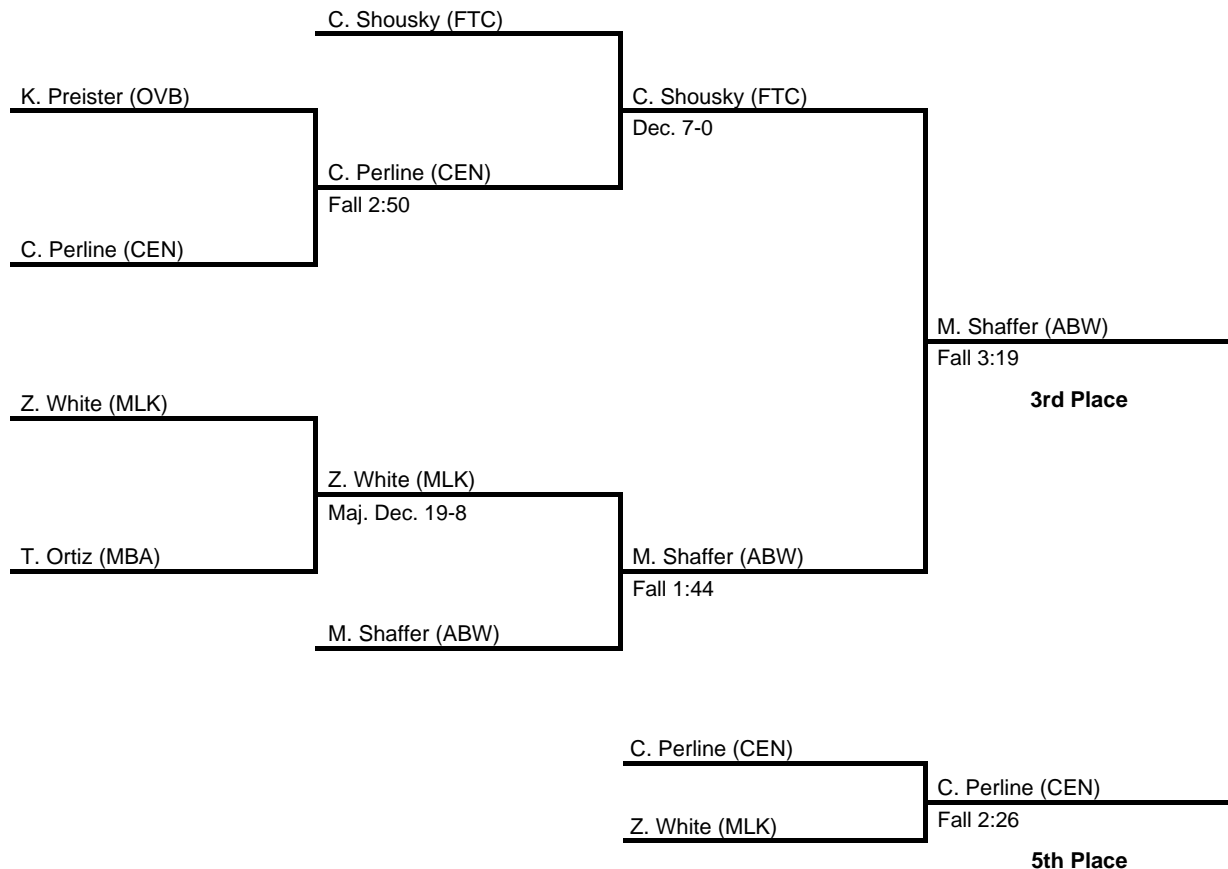 C. Shousky (FTC)
K. Preister (OVB)
C. Shousky (FTC)
Dec. 7-0
C. Perline (CEN)
Fall 2:50
C. Perline (CEN)
M. Shaffer (ABW)
Fall 3:19
3rd Place
Z. White (MLK)
Z. White (MLK)
Maj. Dec. 19-8
T. Ortiz (MBA)
M. Shaffer (ABW)
Fall 1:44
M. Shaffer (ABW)
C. Perline (CEN)
C. Perline (CEN)
Fall 2:26
Z. White (MLK)
5th Place